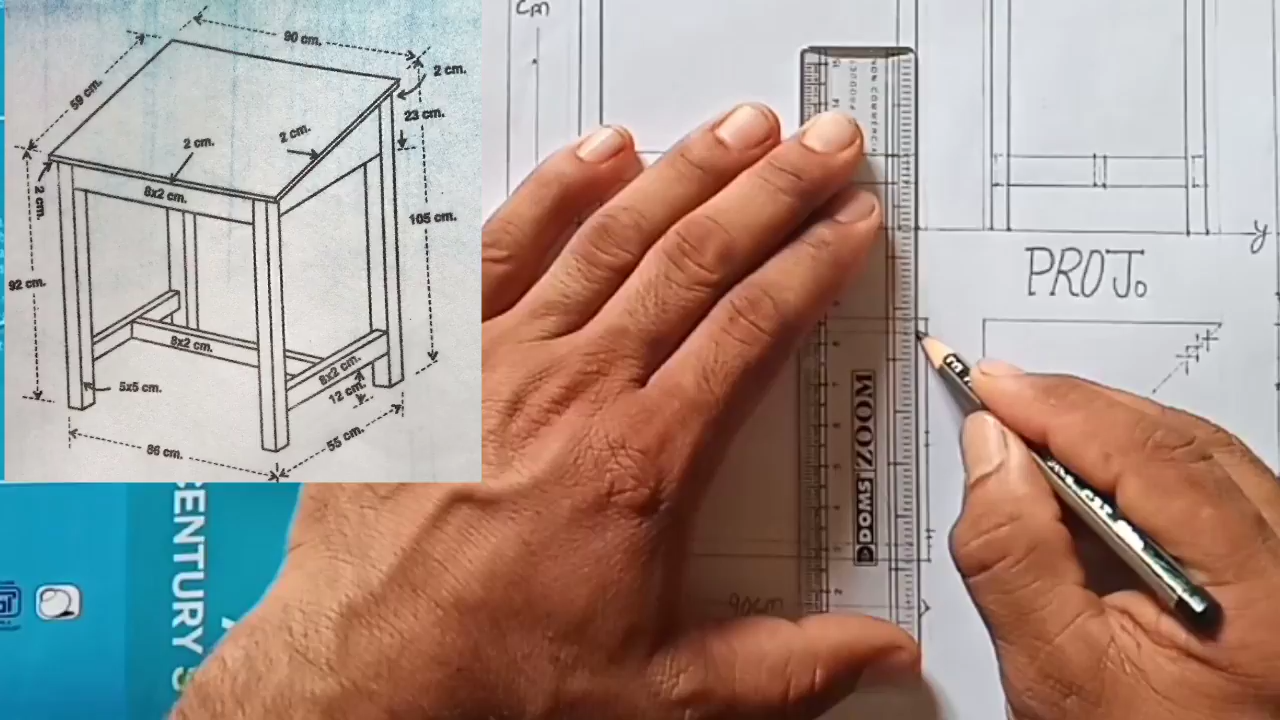 90 cm.
59 cm.
2 cm.
23 cm.
2 cm.
2 cm.
2 cm.
8x2 cm.
105 cm.
92 cm.
8x2 cm.
8x2 cm.
12 cm.
5x5 cm.
86 cm.
55 cm.
cm
y
PROJ.
DOMS ZOOM
90cm
CENTURY